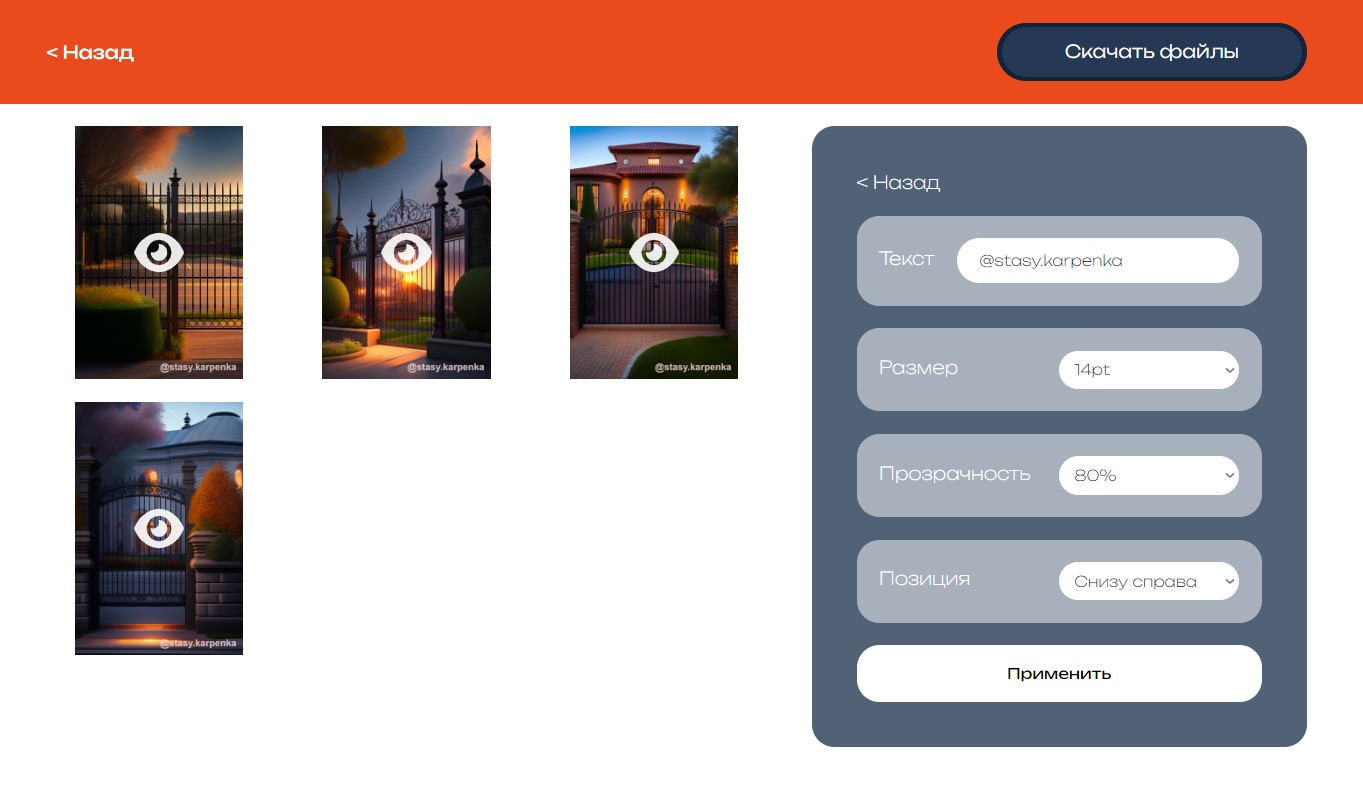 < Назад
Скачать файлы
@stasy.karpenka
@stasy.karpenka
@stasy.karpenka
@stasy.karpenka
< Назад
Текст
@stasy.karpenka
Размер
14pt
Прозрачность
80%
Позиция
Снизу справа
Применить